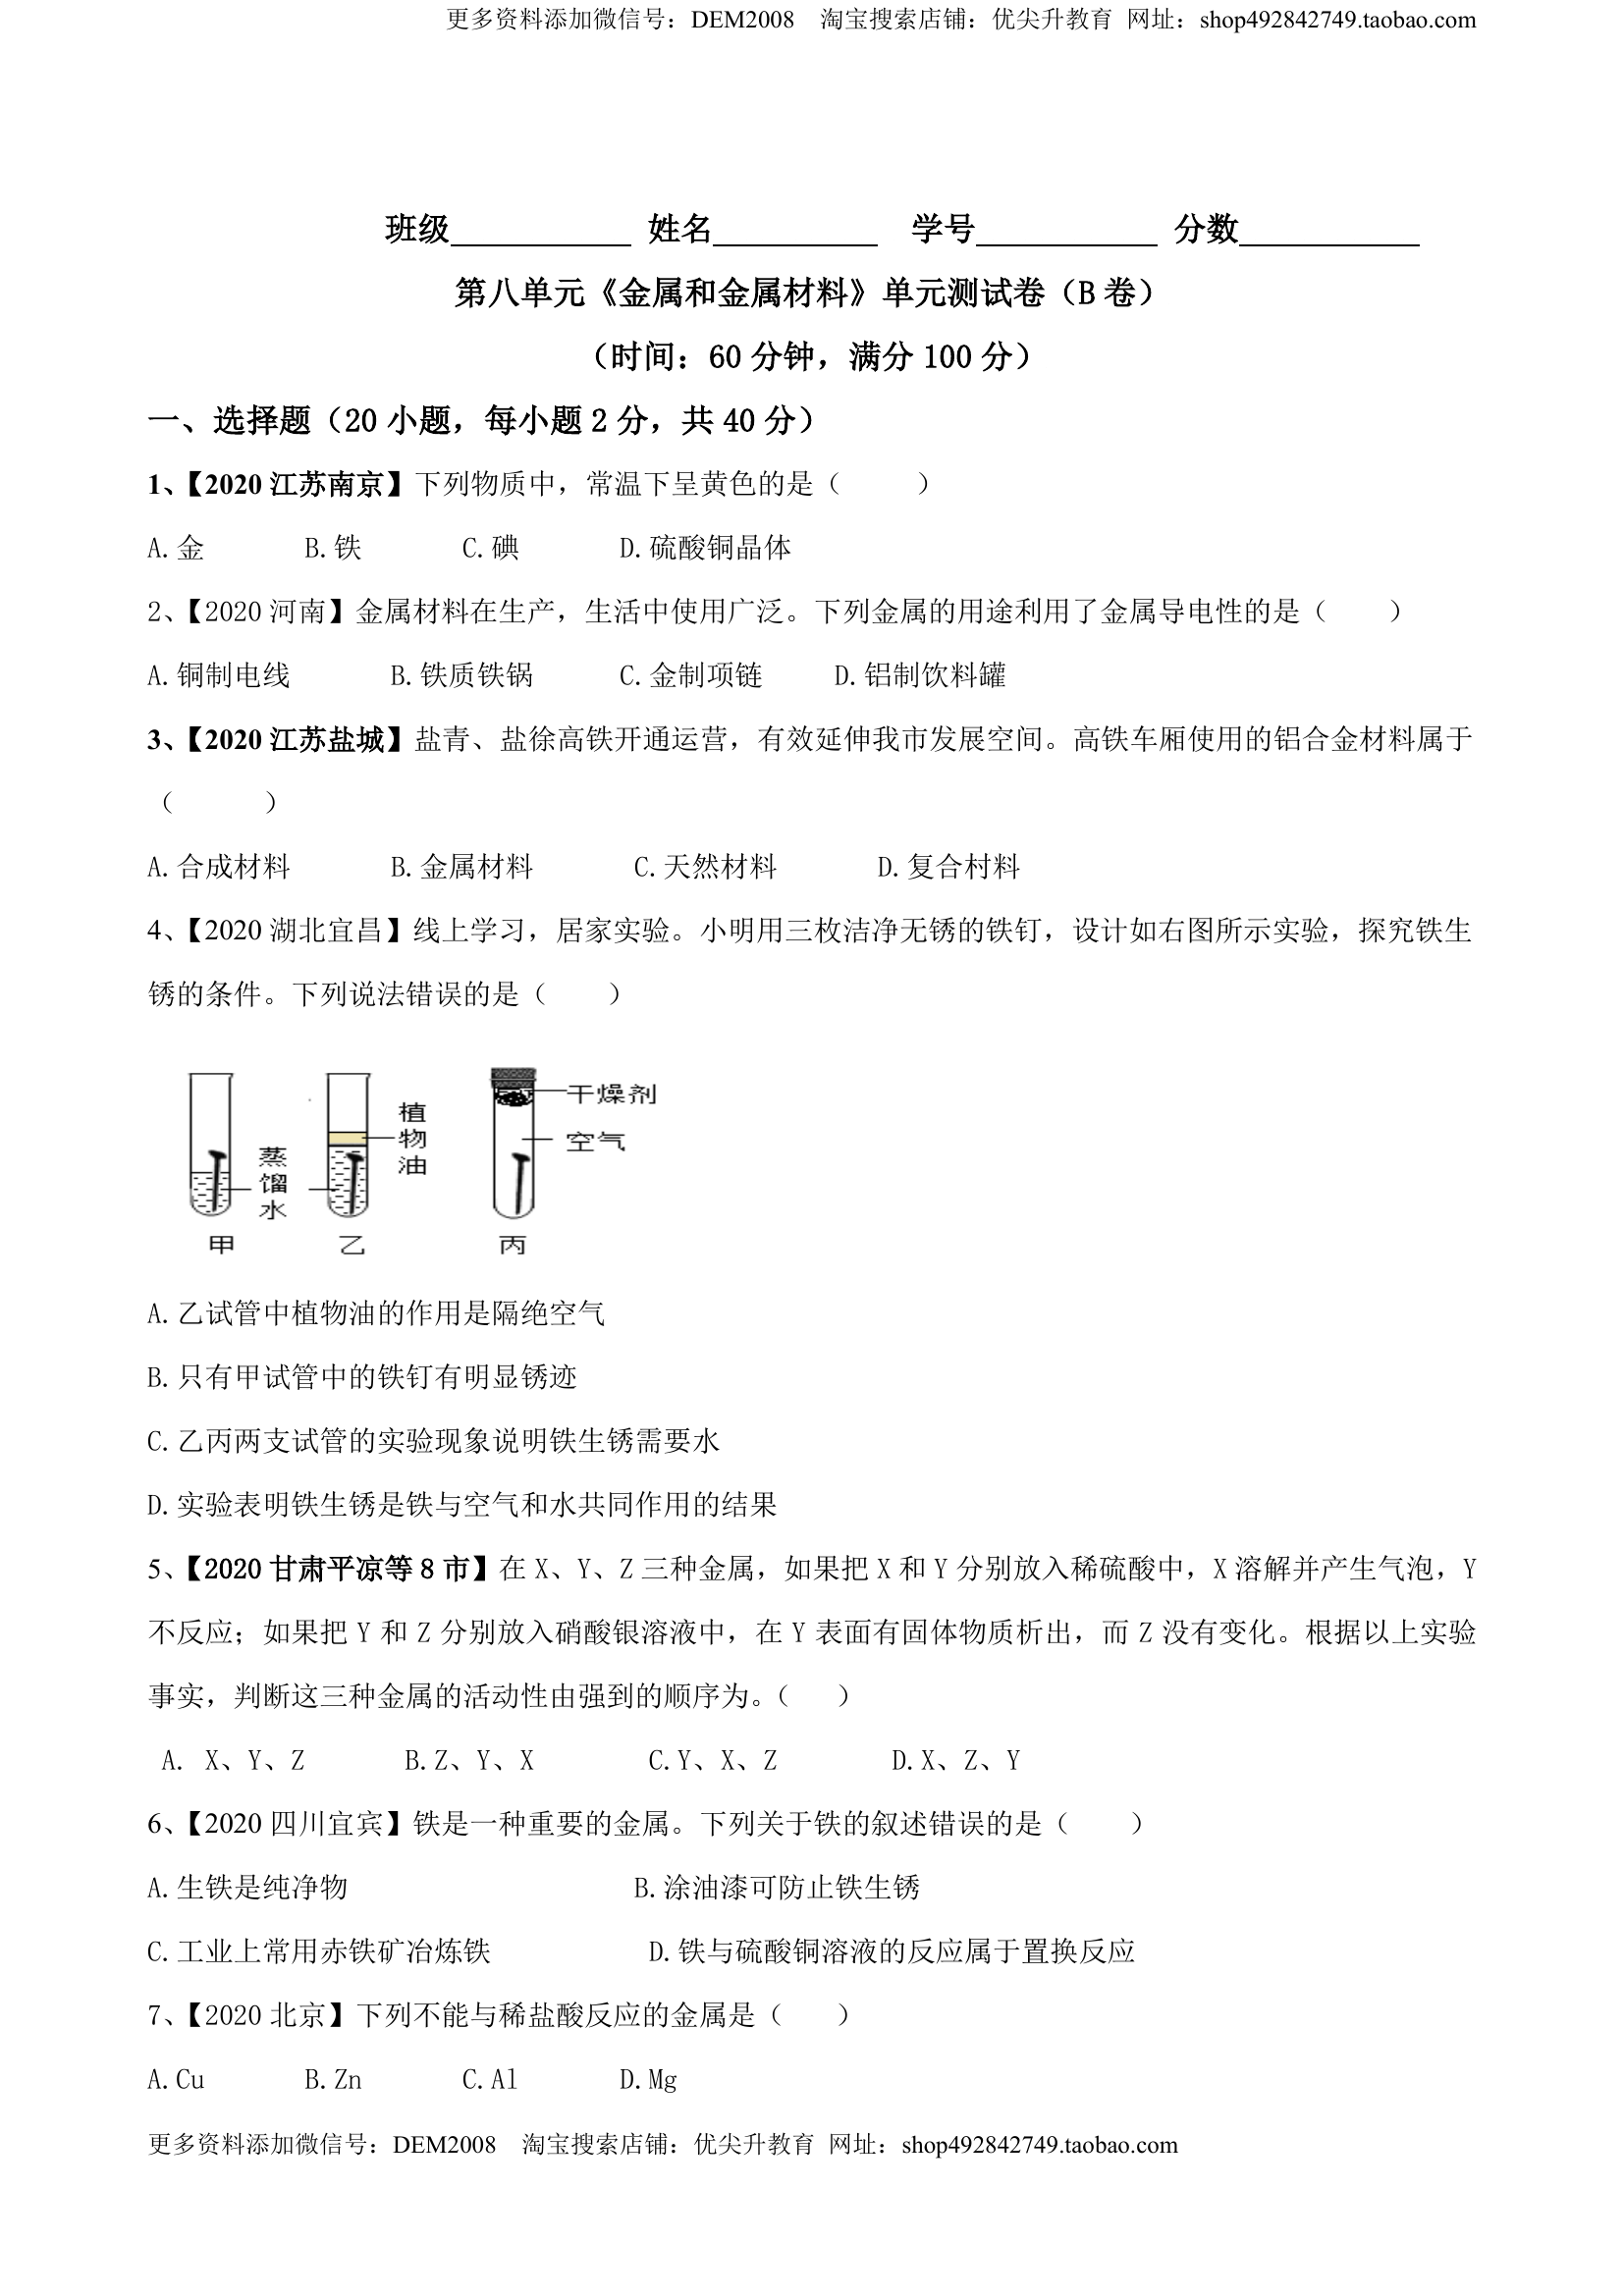 更多资料添加微信号：DEM2008 淘宝搜索店铺：优尖升教育 网址：shop492842749.taobao.com
班级 姓名 学号 分数
第八单元《金属和金属材料》单元测试卷（B 卷）
（时间：60 分钟，满分 100 分）
一、选择题（20 小题，每小题 2 分，共 40 分）
1、【2020 江苏南京】下列物质中，常温下呈黄色的是（ ）
A.金 B.铁 C.碘 D.硫酸铜晶体
2、【2020 河南】金属材料在生产，生活中使用广泛。下列金属的用途利用了金属导电性的是（ ）
A.铜制电线 B.铁质铁锅 C.金制项链 D.铝制饮料罐
3、【2020 江苏盐城】盐青、盐徐高铁开通运营，有效延伸我市发展空间。高铁车厢使用的铝合金材料属于
（ ）
A.合成材料 B.金属材料 C.天然材料 D.复合村料
4、【2020 湖北宜昌】线上学习，居家实验。小明用三枚洁净无锈的铁钉，设计如右图所示实验，探究铁生
锈的条件。下列说法错误的是（ ）
蒸馏水
植物油
干燥剂
空气
甲 乙 丙
A.乙试管中植物油的作用是隔绝空气
B.只有甲试管中的铁钉有明显锈迹
C.乙丙两支试管的实验现象说明铁生锈需要水
D.实验表明铁生锈是铁与空气和水共同作用的结果
5、【2020 甘肃平凉等 8 市】在 X、Y、Z 三种金属，如果把 X 和 Y 分别放入稀硫酸中，X 溶解并产生气泡，Y
不反应；如果把 Y 和 Z 分别放入硝酸银溶液中，在 Y 表面有固体物质析出，而 Z 没有变化。根据以上实验
事实，判断这三种金属的活动性由强到的顺序为。（ ）
A. X、Y、Z B.Z、Y、X C.Y、X、Z D.X、Z、Y
6、【2020 四川宜宾】铁是一种重要的金属。下列关于铁的叙述错误的是（ ）
A.生铁是纯净物 B.涂油漆可防止铁生锈
C.工业上常用赤铁矿冶炼铁 D.铁与硫酸铜溶液的反应属于置换反应
7、【2020 北京】下列不能与稀盐酸反应的金属是（ ）
A.Cu B.Zn C.Al D.Mg
更多资料添加微信号：DEM2008 淘宝搜索店铺：优尖升教育 网址：shop492842749.taobao.com